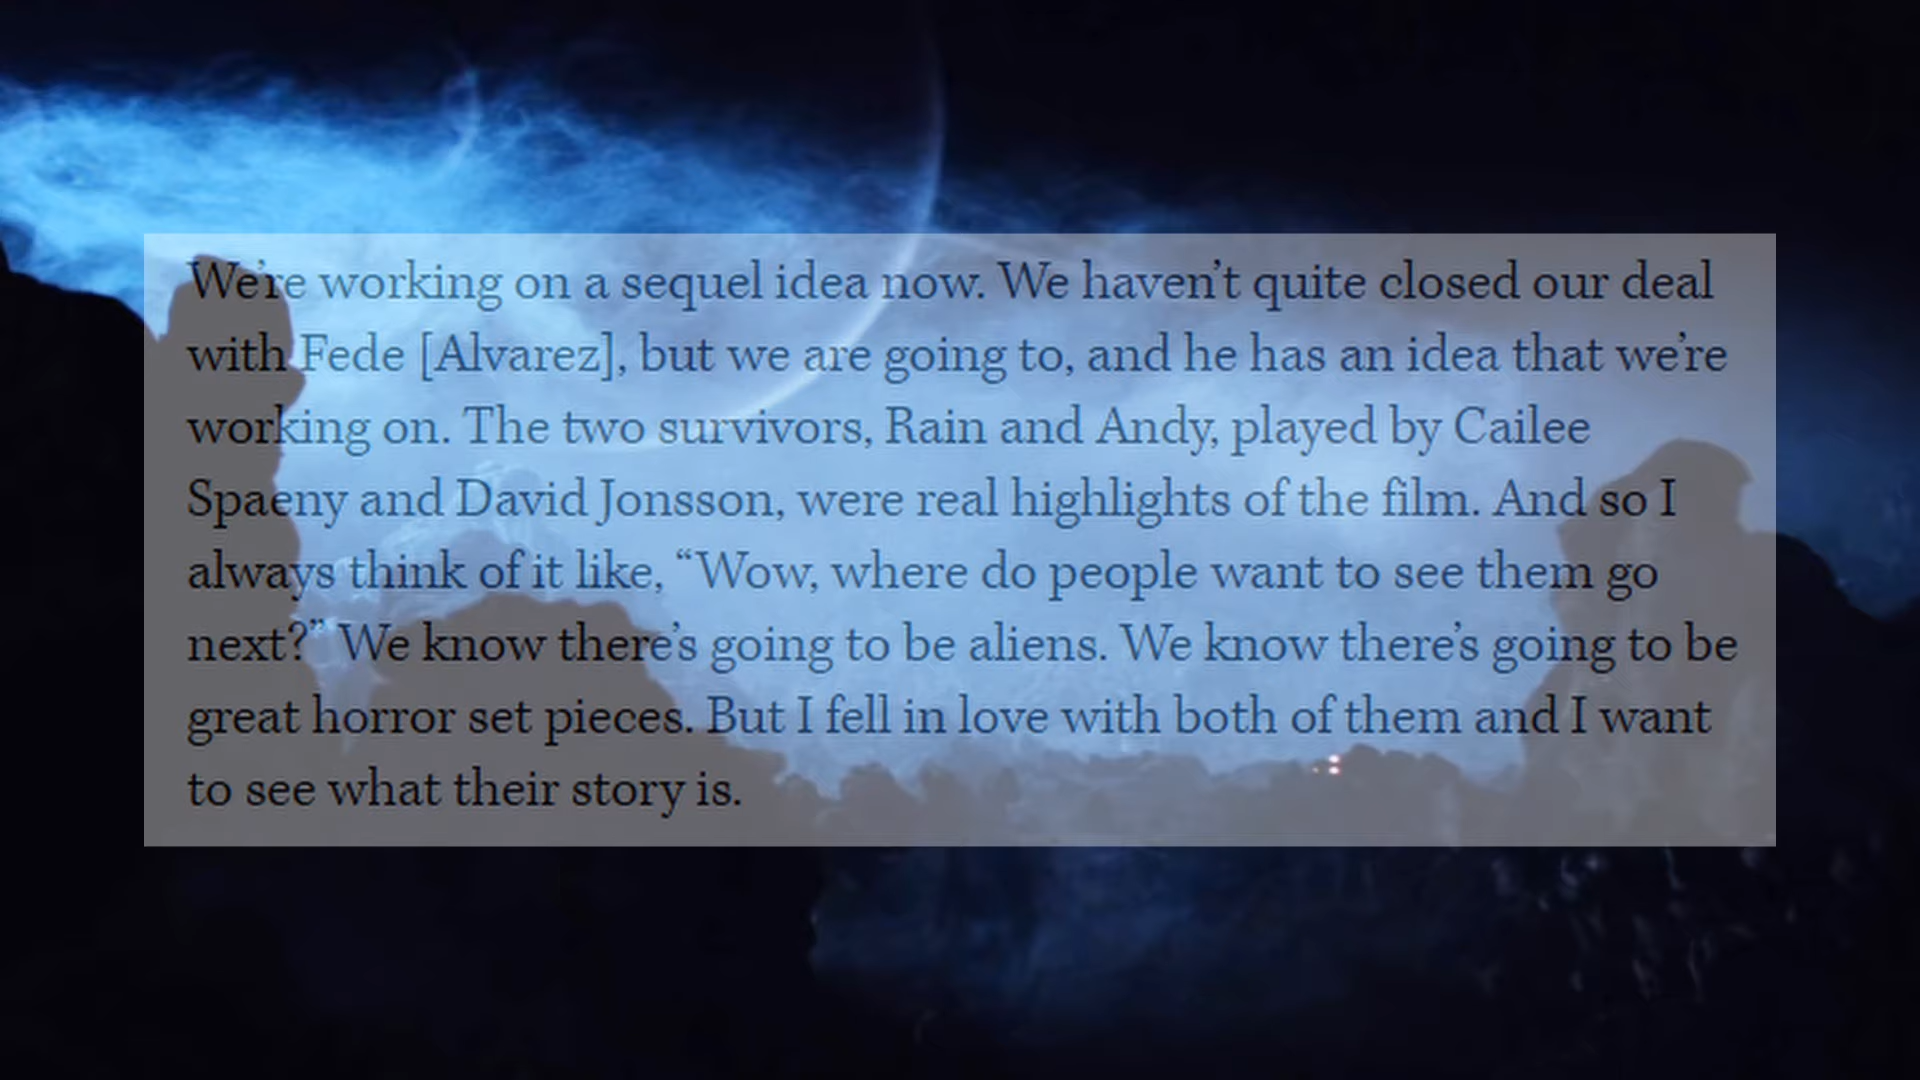 We’re working on a sequel idea now. We haven’t quite closed our deal
with Fede [Alvarez], but we are going to, and he has an idea that we’re
working on. The two survivors, Rain and Andy, played by Cailee
Spaeny and David Jonsson, were real highlights of the film. And so I
always think of it like, “Wow, where do people want to see them go
next?” We know there’s going to be aliens. We know there’s going to be
great horror set pieces. But I fell in love with both of them and I want
to see what their story is.